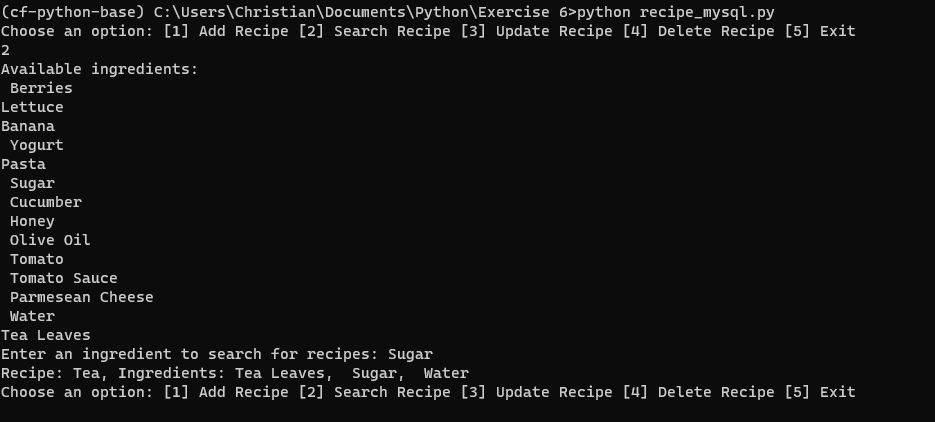 (cf-python-base) C:\Users\Christian\Documents\Python\Exercise 6>python recipe_mysql.py
Choose an option: [1] Add Recipe [2] Search Recipe [3] Update Recipe [4] Delete Recipe [5] Exit
2
Available ingredients:
 Berries
Lettuce
Banana
 Yogurt
Pasta
 Sugar
 Cucumber
 Honey
 Olive Oil
 Tomato
 Tomato Sauce
 Parmesean Cheese
 Water
Tea Leaves
Enter an ingredient to search for recipes: Sugar
Recipe: Tea, Ingredients: Tea Leaves,  Sugar,  Water
Choose an option: [1] Add Recipe [2] Search Recipe [3] Update Recipe [4] Delete Recipe [5] Exit